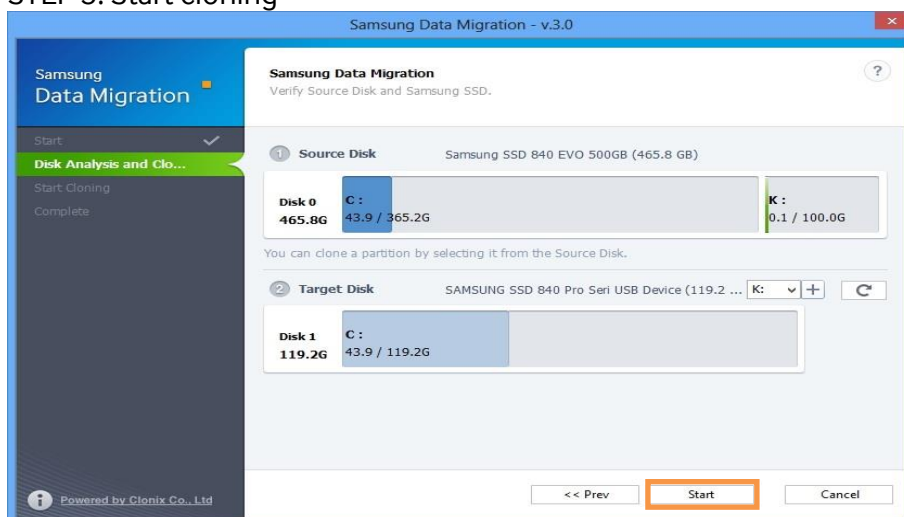 STEP 3. Start cloning
Samsung Data Migration - v.3.0
×
Samsung
Data Migration
Samsung Data Migration
Verify Source Disk and Samsung SSD.
?
Start
Disk Analysis and Clo...
Start Cloning
Complete
1 Source Disk Samsung SSD 840 EVO 500GB (465.8 GB)
Disk 0
465.8G
C :
43.9 / 365.2G
K :
0.1 / 100.0G
You can clone a partition by selecting it from the Source Disk.
2 Target Disk SAMSUNG SSD 840 Pro Seri USB Device (119.2 ... K: +
Disk 1
119.2G
C :
43.9 / 119.2G
i Powered by Clonix Co., Ltd
<< Prev Start Cancel